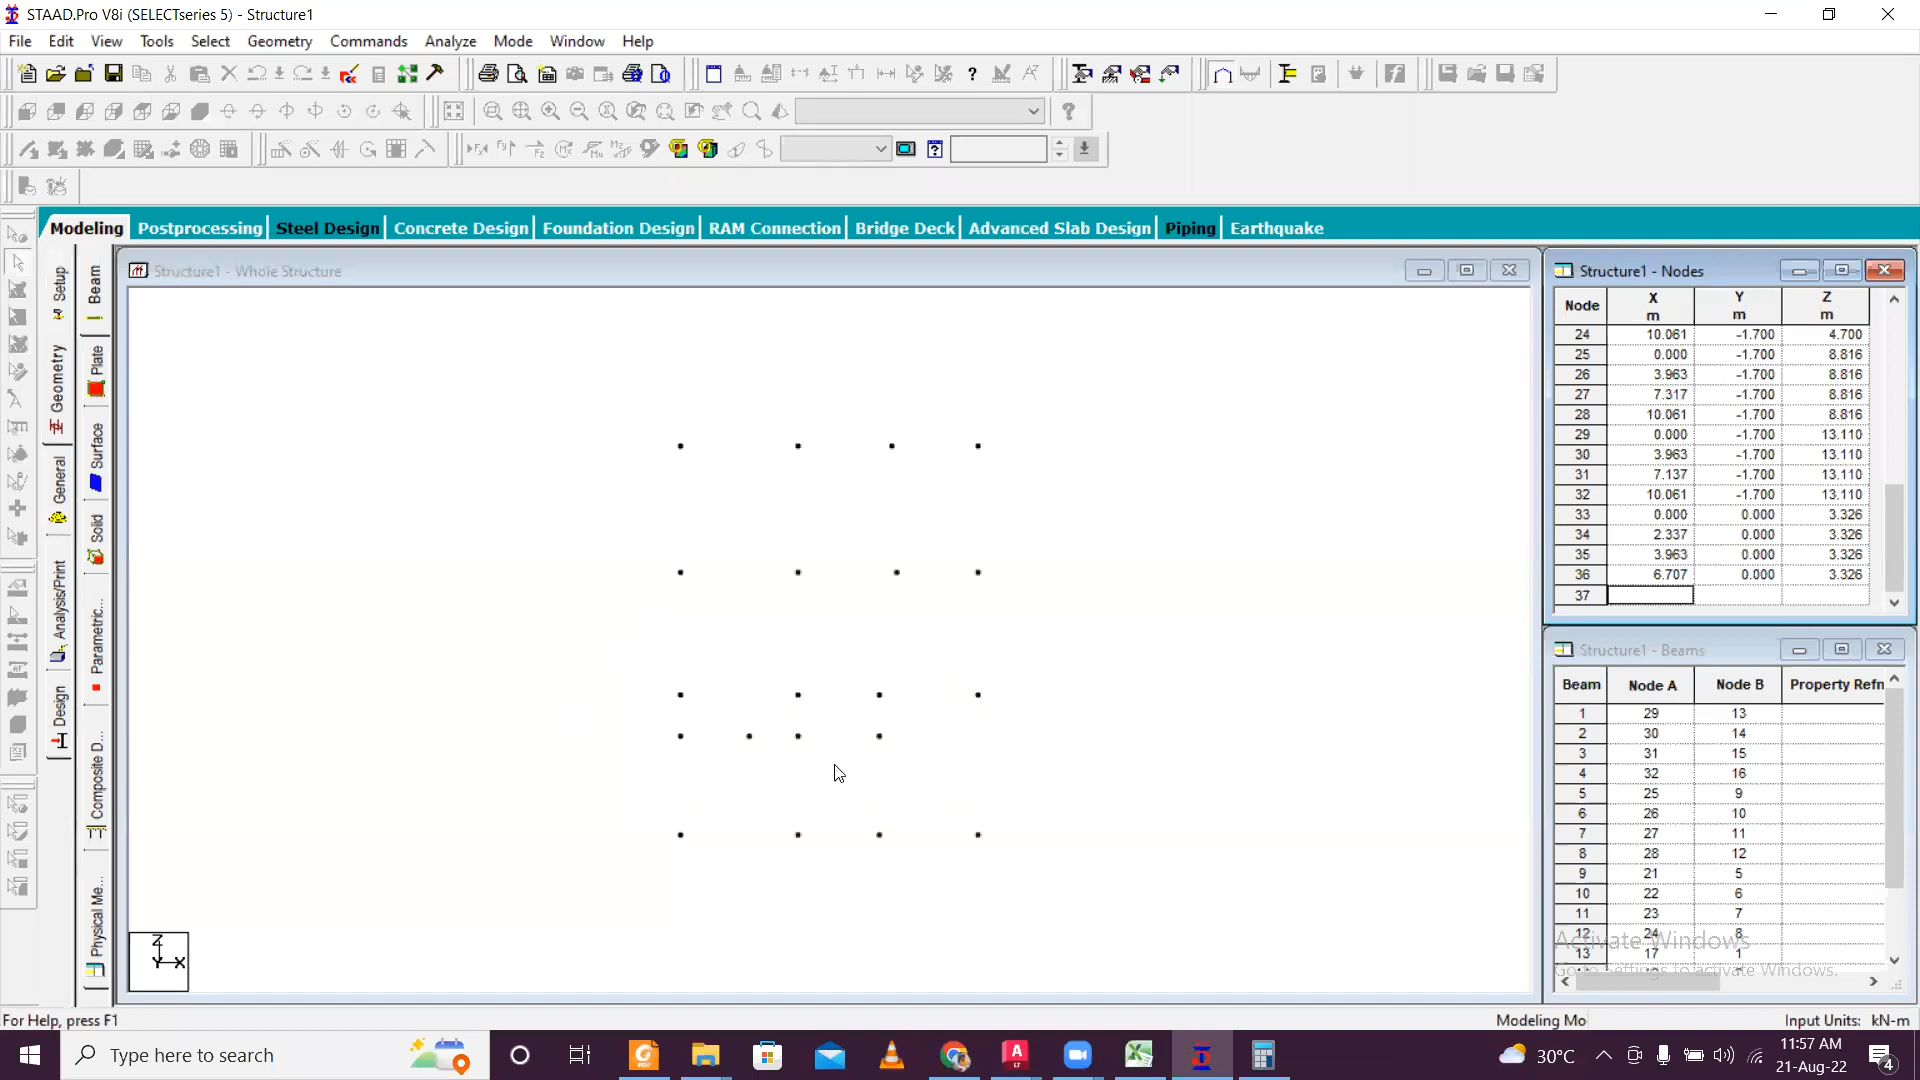 STAAD.Pro V8i (SELECTseries 5) - Structure1
File Edit View Tools Select Geometry Commands Analyze Mode Window Help
Modeling Postprocessing Steel Design Concrete Design Foundation Design RAM Connection Bridge Deck Advanced Slab Design Piping Earthquake
Setup
Geometry
General
Analysis/Print
Design
Beam
Plate
Surface
Solid
Parametric...
Composite D...
Physical Me...
Structure1 - Whole Structure
Z
Y X
Structure1 - Nodes
Node X m Y m Z m
24 10.061 -1.700 4.700
25 0.000 -1.700 8.816
26 3.963 -1.700 8.816
27 7.317 -1.700 8.816
28 10.061 -1.700 8.816
29 0.000 -1.700 13.110
30 3.963 -1.700 13.110
31 7.137 -1.700 13.110
32 10.061 -1.700 13.110
33 0.000 0.000 3.326
34 2.337 0.000 3.326
35 3.963 0.000 3.326
36 6.707 0.000 3.326
37
Structure1 - Beams
Beam Node A Node B Property Refn
1 29 13
2 30 14
3 31 15
4 32 16
5 25 9
6 26 10
7 27 11
8 28 12
9 21 5
10 22 6
11 23 7
12 24 8
13 17 1
Activate Windows
Go to Settings to activate Windows.
For Help, press F1
Modeling Mo
Input Units: kN-m
Type here to search
30°C
11:57 AM
21-Aug-22
4